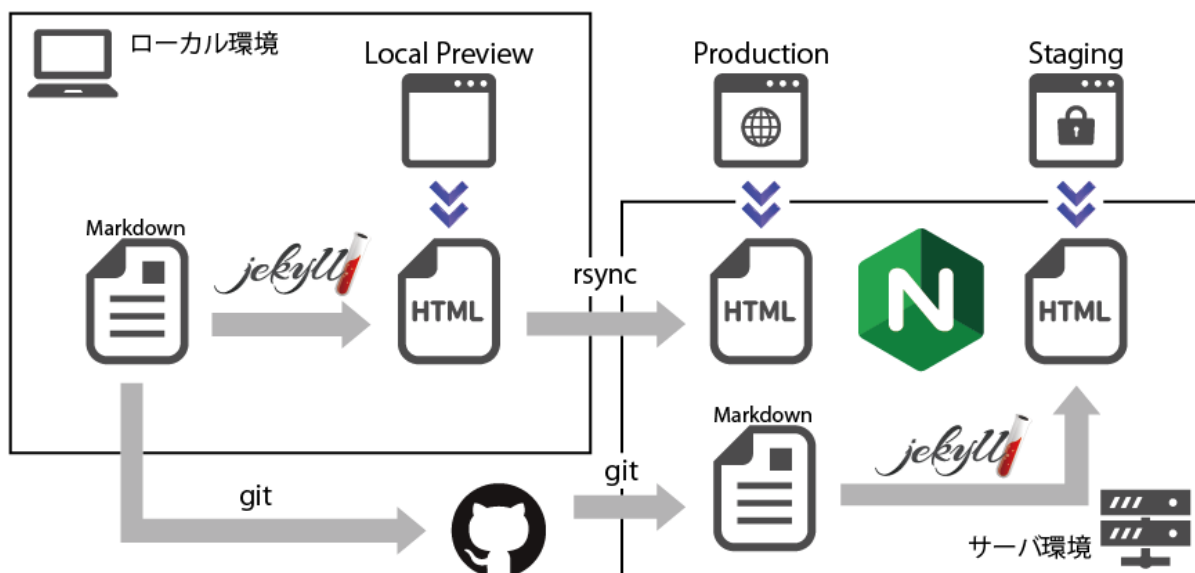 ローカル環境
Local Preview
Production
Staging
Markdown
jekyll
HTML
rsync
HTML
N
HTML
Markdown
jekyll
git
git
サーバ環境